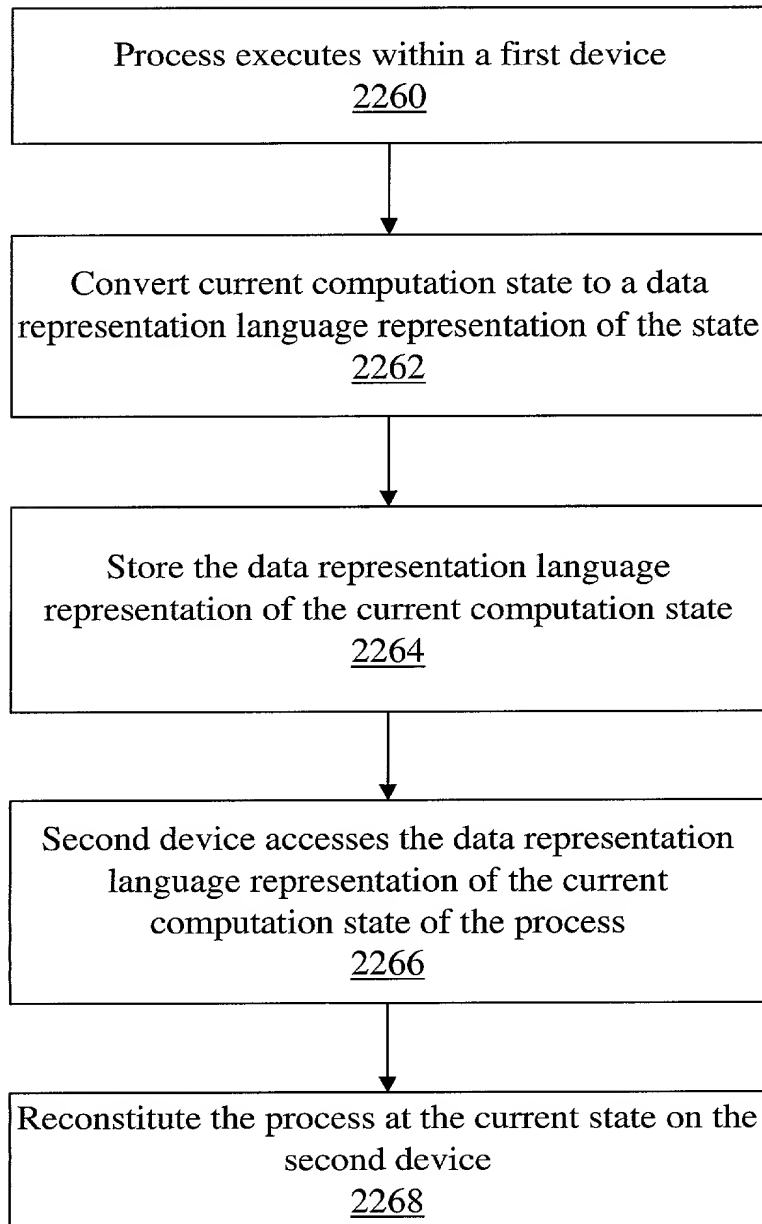 Process executes within a first device
2260
Convert current computation state to a data
representation language representation of the state
2262
Store the data representation language
representation of the current computation state
2264
Second device accesses the data representation
language representation of the current
computation state of the process
2266
Reconstitute the process at the current state on the
second device
2268